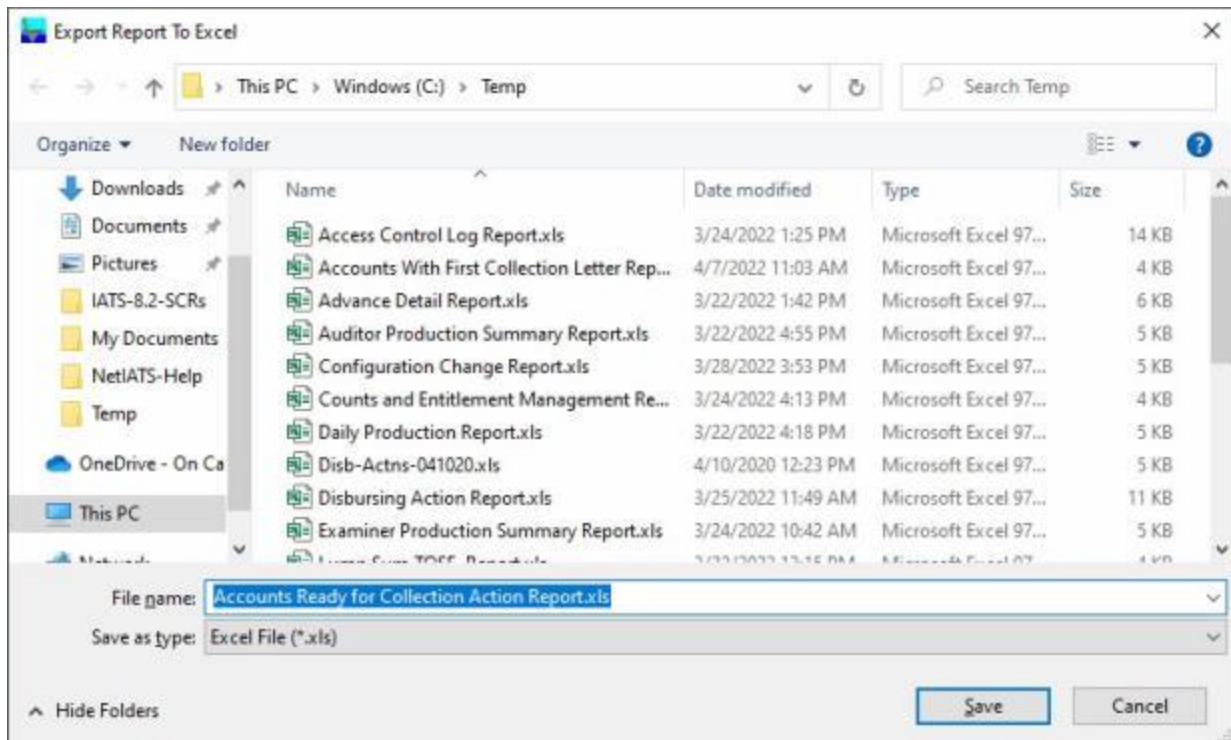 Export Report To Excel
This PC > Windows (C:) > Temp
Search Temp
Organize
New folder
Name Date modified Type Size
Downloads
Documents
Pictures
IATS-8.2-SCRs
My Documents
NetIATS-Help
Temp
OneDrive - On Ca
This PC
Network
Access Control Log Report.xls 3/24/2022 1:25 PM Microsoft Excel 97... 14 KB
Accounts With First Collection Letter Rep... 4/7/2022 11:03 AM Microsoft Excel 97... 4 KB
Advance Detail Report.xls 3/22/2022 1:42 PM Microsoft Excel 97... 6 KB
Auditor Production Summary Report.xls 3/22/2022 4:55 PM Microsoft Excel 97... 5 KB
Configuration Change Report.xls 3/28/2022 3:53 PM Microsoft Excel 97... 5 KB
Counts and Entitlement Management Re... 3/24/2022 4:13 PM Microsoft Excel 97... 4 KB
Daily Production Report.xls 3/22/2022 4:18 PM Microsoft Excel 97... 5 KB
Disb-Actns-041020.xls 4/10/2020 12:23 PM Microsoft Excel 97... 5 KB
Disbursing Action Report.xls 3/25/2022 11:49 AM Microsoft Excel 97... 11 KB
Examiner Production Summary Report.xls 3/24/2022 10:42 AM Microsoft Excel 97... 5 KB
File name: Accounts Ready for Collection Action Report.xls
Save as type: Excel File (*.xls)
Hide Folders
Save
Cancel